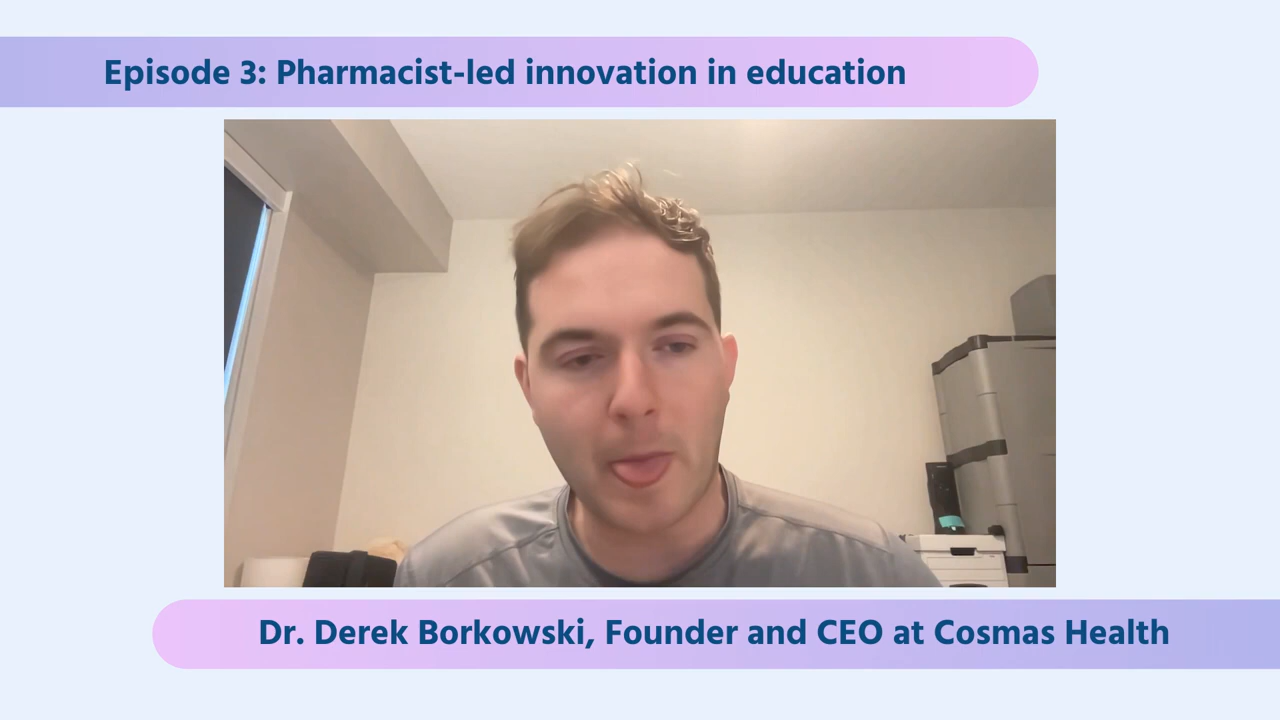 Episode 3: Pharmacist-led innovation in education
Dr. Derek Borkowski, Founder and CEO at Cosmas Health